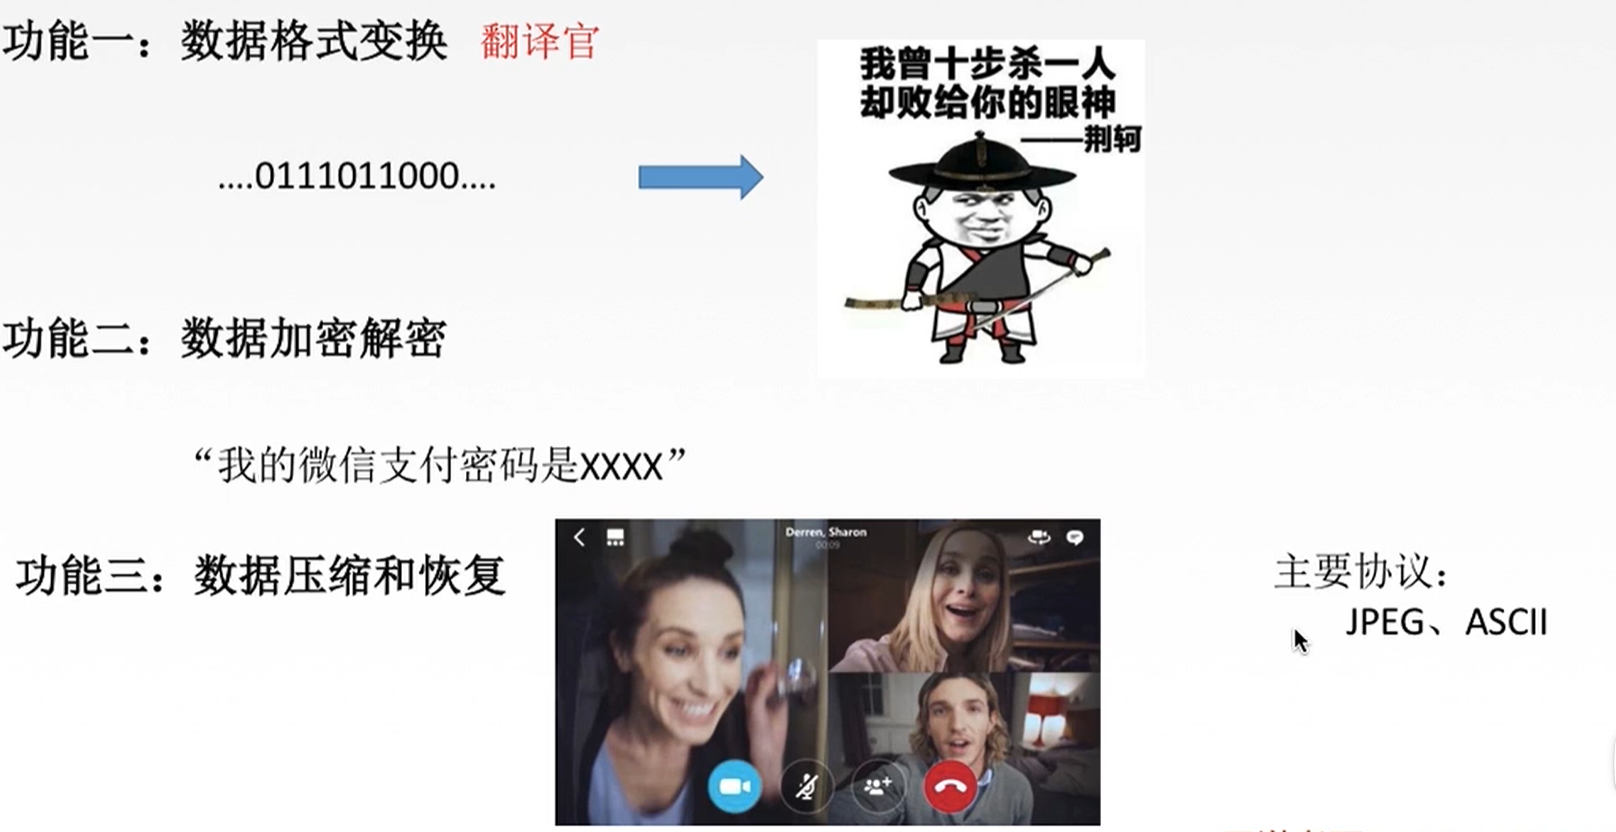 功能一：数据格式变换 翻译官
我曾十步杀一人
却败给你的眼神
——荆轲
....0111011000....
功能二：数据加密解密
“我的微信支付密码是XXXX”
Derren, Sharon
00:09
功能三：数据压缩和恢复
主要协议：
JPEG、ASCII